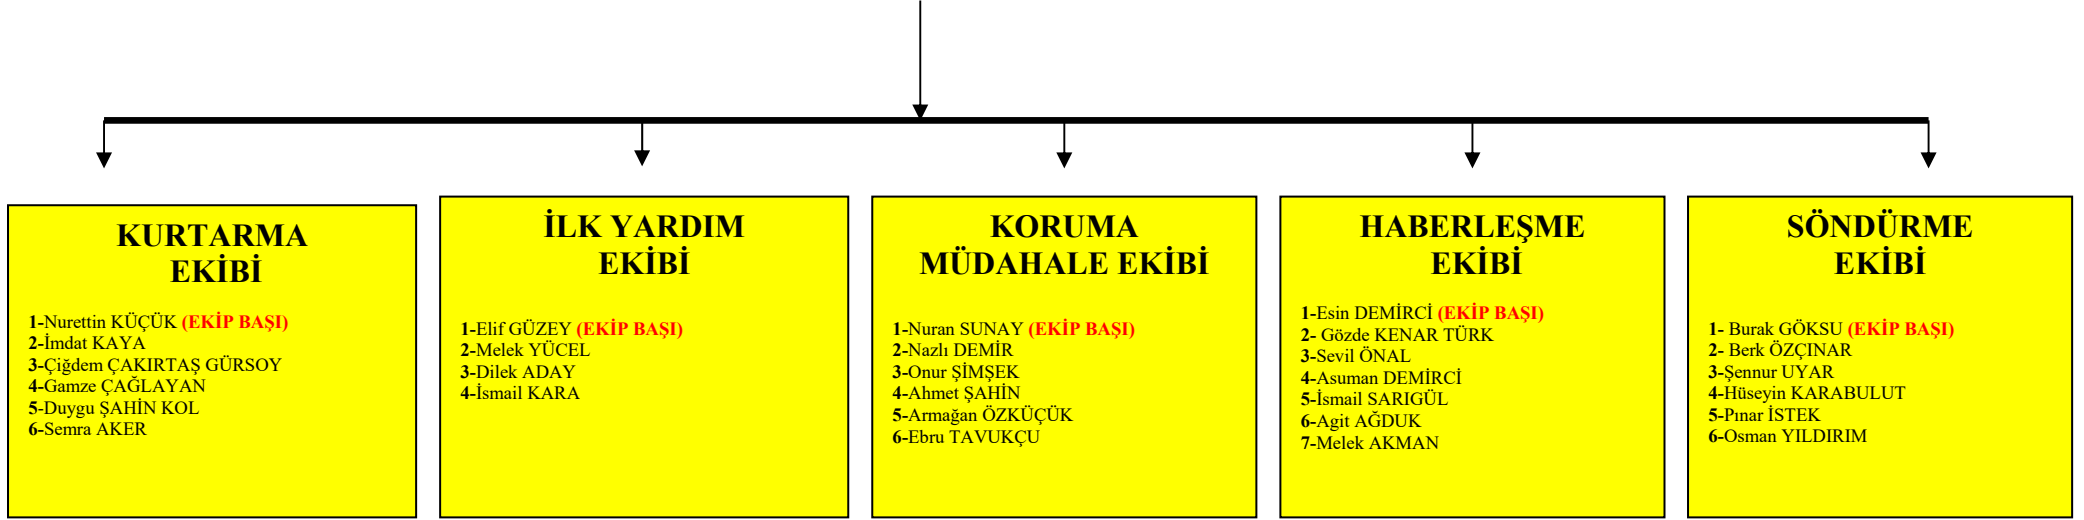 KURTARMA
EKİBİ
1-Nurettin KÜÇÜK (EKİP BAŞI)
2-İmdat KAYA
3-Çiğdem ÇAKIRTAŞ GÜRSOY
4-Gamze ÇAĞLAYAN
5-Duygu ŞAHİN KOL
6-Semra AKER
İLK YARDIM
EKİBİ
1-Elif GÜZEY (EKİP BAŞI)
2-Melek YÜCEL
3-Dilek ADAY
4-İsmail KARA
KORUMA
MÜDAHALE EKİBİ
1-Nuran SUNAY (EKİP BAŞI)
2-Nazlı DEMİR
3-Onur ŞİMŞEK
4-Ahmet ŞAHİN
5-Armağan ÖZKÜÇÜK
6-Ebru TAVUKÇU
HABERLEŞME
EKİBİ
1-Esin DEMİRCİ (EKİP BAŞI)
2- Gözde KENAR TÜRK
3-Sevil ÖNAL
4-Asuman DEMİRCİ
5-İsmail SARIGÜL
6-Agit AĞDUK
7-Melek AKMAN
SÖNDÜRME
EKİBİ
1- Burak GÖKSU (EKİP BAŞI)
2- Berk ÖZÇINAR
3-Şennur UYAR
4-Hüseyin KARABULUT
5-Pınar İSTEK
6-Osman YILDIRIM